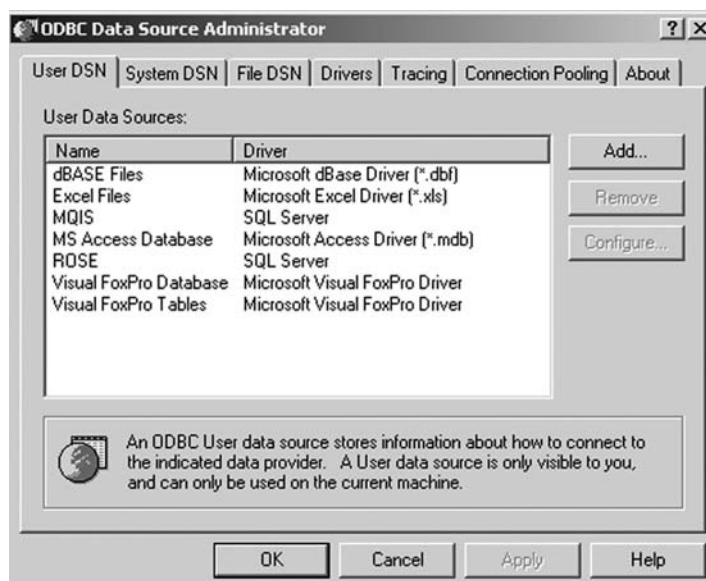 ODBC Data Source Administrator
User DSN System DSN File DSN Drivers Tracing Connection Pooling About
User Data Sources:
Name Driver
dBASE Files Microsoft dBase Driver (*.dbf)
Excel Files Microsoft Excel Driver (*.xls)
MQIS SQL Server
MS Access Database Microsoft Access Driver (*.mdb)
ROSE SQL Server
Visual FoxPro Database Microsoft Visual FoxPro Driver
Visual FoxPro Tables Microsoft Visual FoxPro Driver
Add...
Remove
Configure...
An ODBC User data source stores information about how to connect to
the indicated data provider. A User data source is only visible to you,
and can only be used on the current machine.
OK Cancel Apply Help